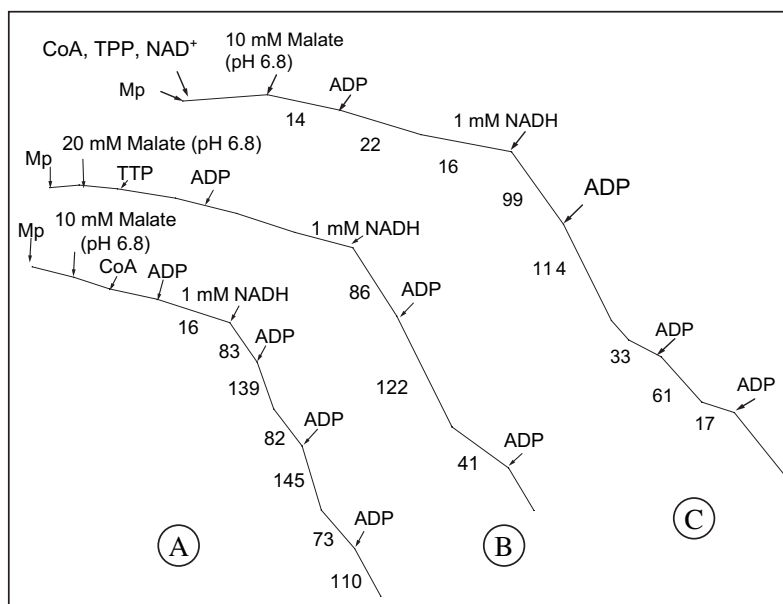 10 mM Malate
(pH 6.8)
CoA, TPP, NAD⁺
Mp
ADP
14
22
16
1 mM NADH
99
ADP
114
33
ADP
61
17
ADP
C
20 mM Malate (pH 6.8)
Mp
TTP
ADP
1 mM NADH
86
ADP
122
41
ADP
B
10 mM Malate
(pH 6.8)
Mp
CoA
ADP
16
1 mM NADH
83
ADP
139
82
ADP
145
73
ADP
110
A